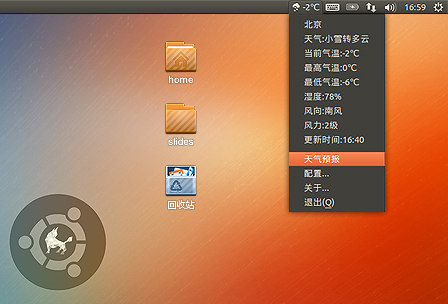 -2°C 16:59
北京
天气:小雪转多云
当前气温:-2℃
最高气温:0℃
最低气温:-6℃
湿度:78%
风向:南风
风力:2级
更新时间:16:40
天气预报
配置...
关于...
退出(Q)
home
slides
回收站